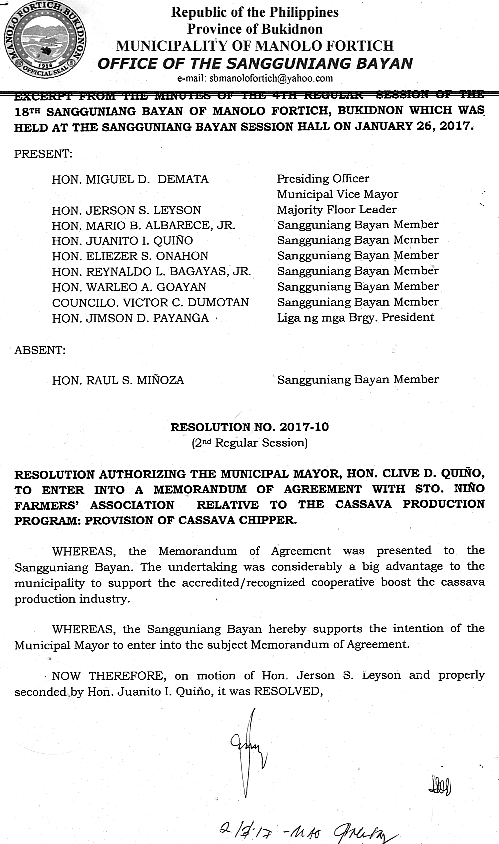 MANOLO FORTICH, BUKIDNON
1914
OFFICIAL SEAL
Republic of the Philippines
Province of Bukidnon
MUNICIPALITY OF MANOLO FORTICH
OFFICE OF THE SANGGUNIANG BAYAN
e-mail: sbmanolofortich@yahoo.com
EXCERPT FROM THE MINUTES OF THE 4TH REGULAR SESSION OF THE
18TH SANGGUNIANG BAYAN OF MANOLO FORTICH, BUKIDNON WHICH WAS
HELD AT THE SANGGUNIANG BAYAN SESSION HALL ON JANUARY 26, 2017.
PRESENT:
HON. MIGUEL D. DEMATA Presiding Officer
Municipal Vice Mayor
HON. JERSON S. LEYSON Majority Floor Leader
HON. MARIO B. ALBARECE, JR. Sangguniang Bayan Member
HON. JUANITO I. QUIÑO Sangguniang Bayan Member
HON. ELIEZER S. ONAHON Sangguniang Bayan Member
HON. REYNALDO L. BAGAYAS, JR. Sangguniang Bayan Member
HON. WARLEO A. GOAYAN Sangguniang Bayan Member
COUNCILO. VICTOR C. DUMOTAN Sangguniang Bayan Member
HON. JIMSON D. PAYANGA Liga ng mga Brgy. President
ABSENT:
HON. RAUL S. MIÑOZA Sangguniang Bayan Member
RESOLUTION NO. 2017-10
(2nd Regular Session)
RESOLUTION AUTHORIZING THE MUNICIPAL MAYOR, HON. CLIVE D. QUIÑO,
TO ENTER INTO A MEMORANDUM OF AGREEMENT WITH STO. NIÑO
FARMERS' ASSOCIATION RELATIVE TO THE CASSAVA PRODUCTION
PROGRAM: PROVISION OF CASSAVA CHIPPER.
WHEREAS, the Memorandum of Agreement was presented to the
Sangguniang Bayan. The undertaking was considerably a big advantage to the
municipality to support the accredited/recognized cooperative boost the cassava
production industry.
WHEREAS, the Sangguniang Bayan hereby supports the intention of the
Municipal Mayor to enter into the subject Memorandum of Agreement.
NOW THEREFORE, on motion of Hon. Jerson S. Leyson and properly
seconded by Hon. Juanito I. Quiño, it was RESOLVED,